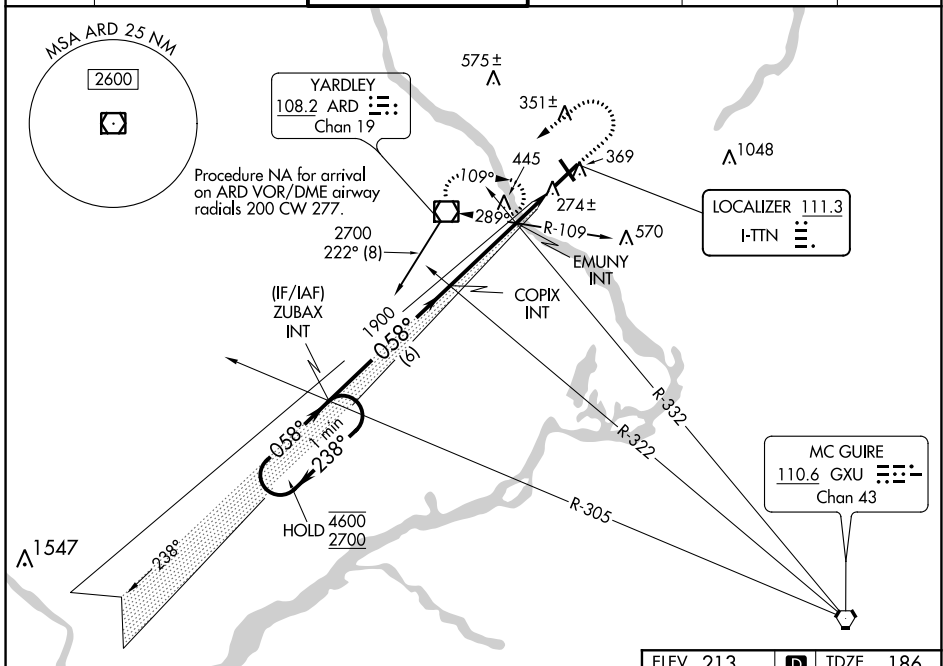 MSA ARD 25 NM
2600
YARDLEY
108.2 ARD
Chan 19
575±
351±
445
369
1048
Procedure NA for arrival
on ARD VOR/DME airway
radials 200 CW 277.
109°
289°
274±
R-109
570
LOCALIZER 111.3
I-TTN
2700
222° (8)
EMUNY
INT
(IF/IAF)
ZUBAX
INT
COPIX
INT
1900
058°
(6)
R-332
R-322
R-305
058°
1 min
238°
HOLD 4600
2700
MC GUIRE
110.6 GXU
Chan 43
1547
238°
ELEV 213 D TDZE 186